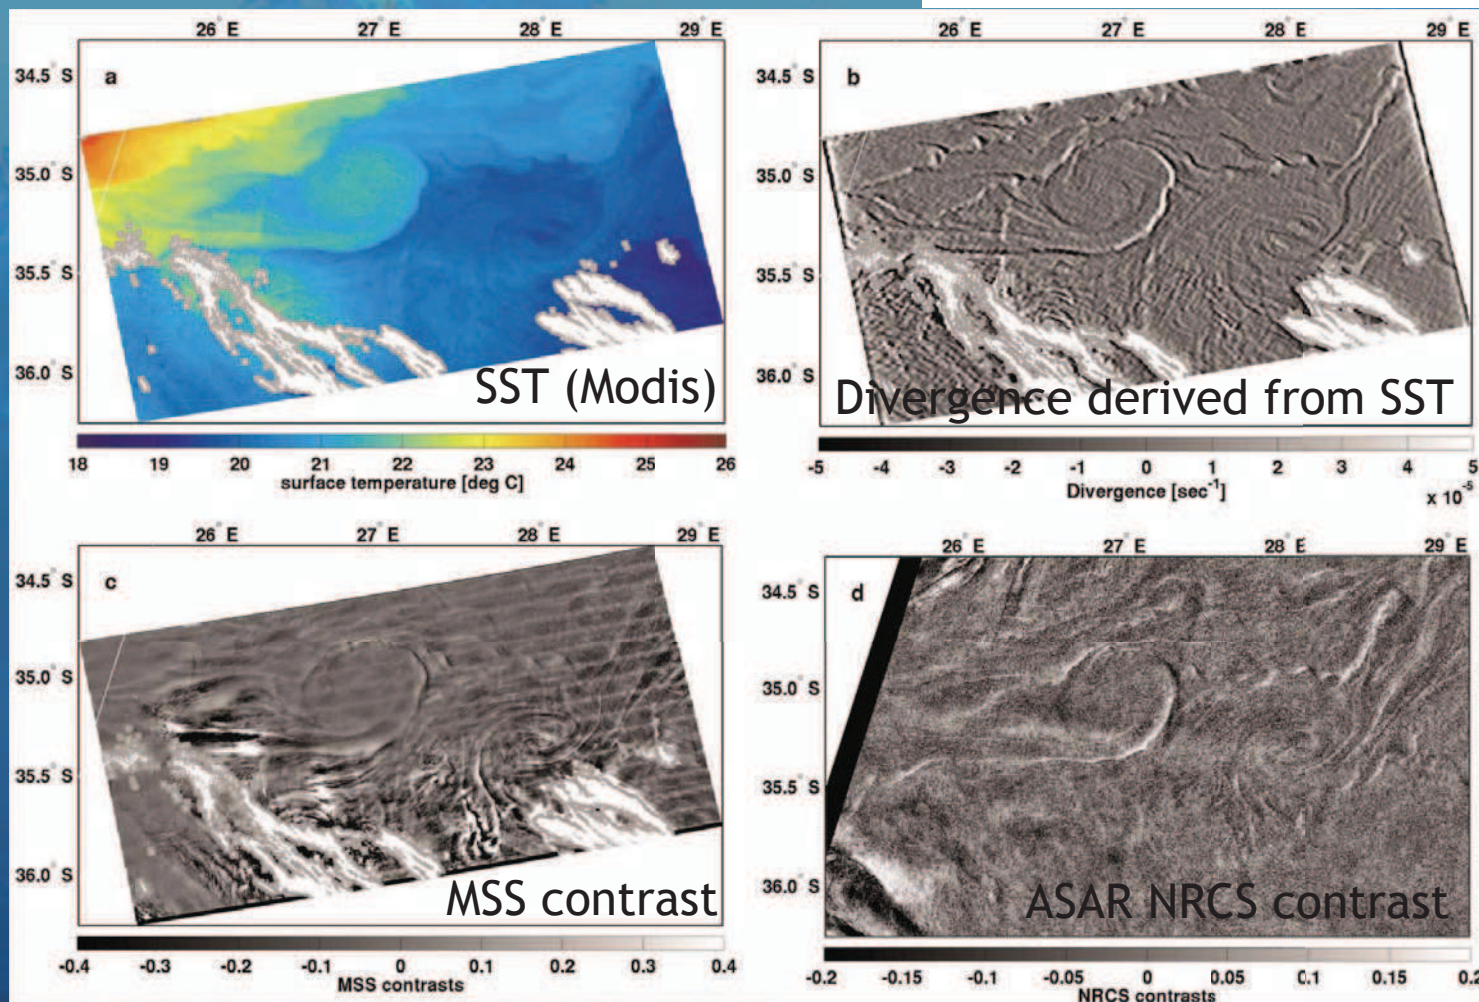 26° E 27° E 28° E 29° E
a
34.5° S
35.0° S
35.5° S
36.0° S
SST (Modis)
18 19 20 21 22 23 24 25 26
surface temperature [deg C]
26° E 27° E 28° E 29° E
b
34.5° S
35.0° S
35.5° S
36.0° S
Divergence derived from SST
-5 -4 -3 -2 -1 0 1 2 3 4 5
Divergence [sec⁻¹]
x 10⁻⁵
26° E 27° E 28° E 29° E
c
34.5° S
35.0° S
35.5° S
36.0° S
MSS contrast
-0.4 -0.3 -0.2 -0.1 0 0.1 0.2 0.3 0.4
MSS contrasts
26° E 27° E 28° E 29° E
d
34.5° S
35.0° S
35.5° S
36.0° S
ASAR NRCS contrast
-0.2 -0.15 -0.1 -0.05 0 0.05 0.1 0.15 0.2
NRCS contrasts